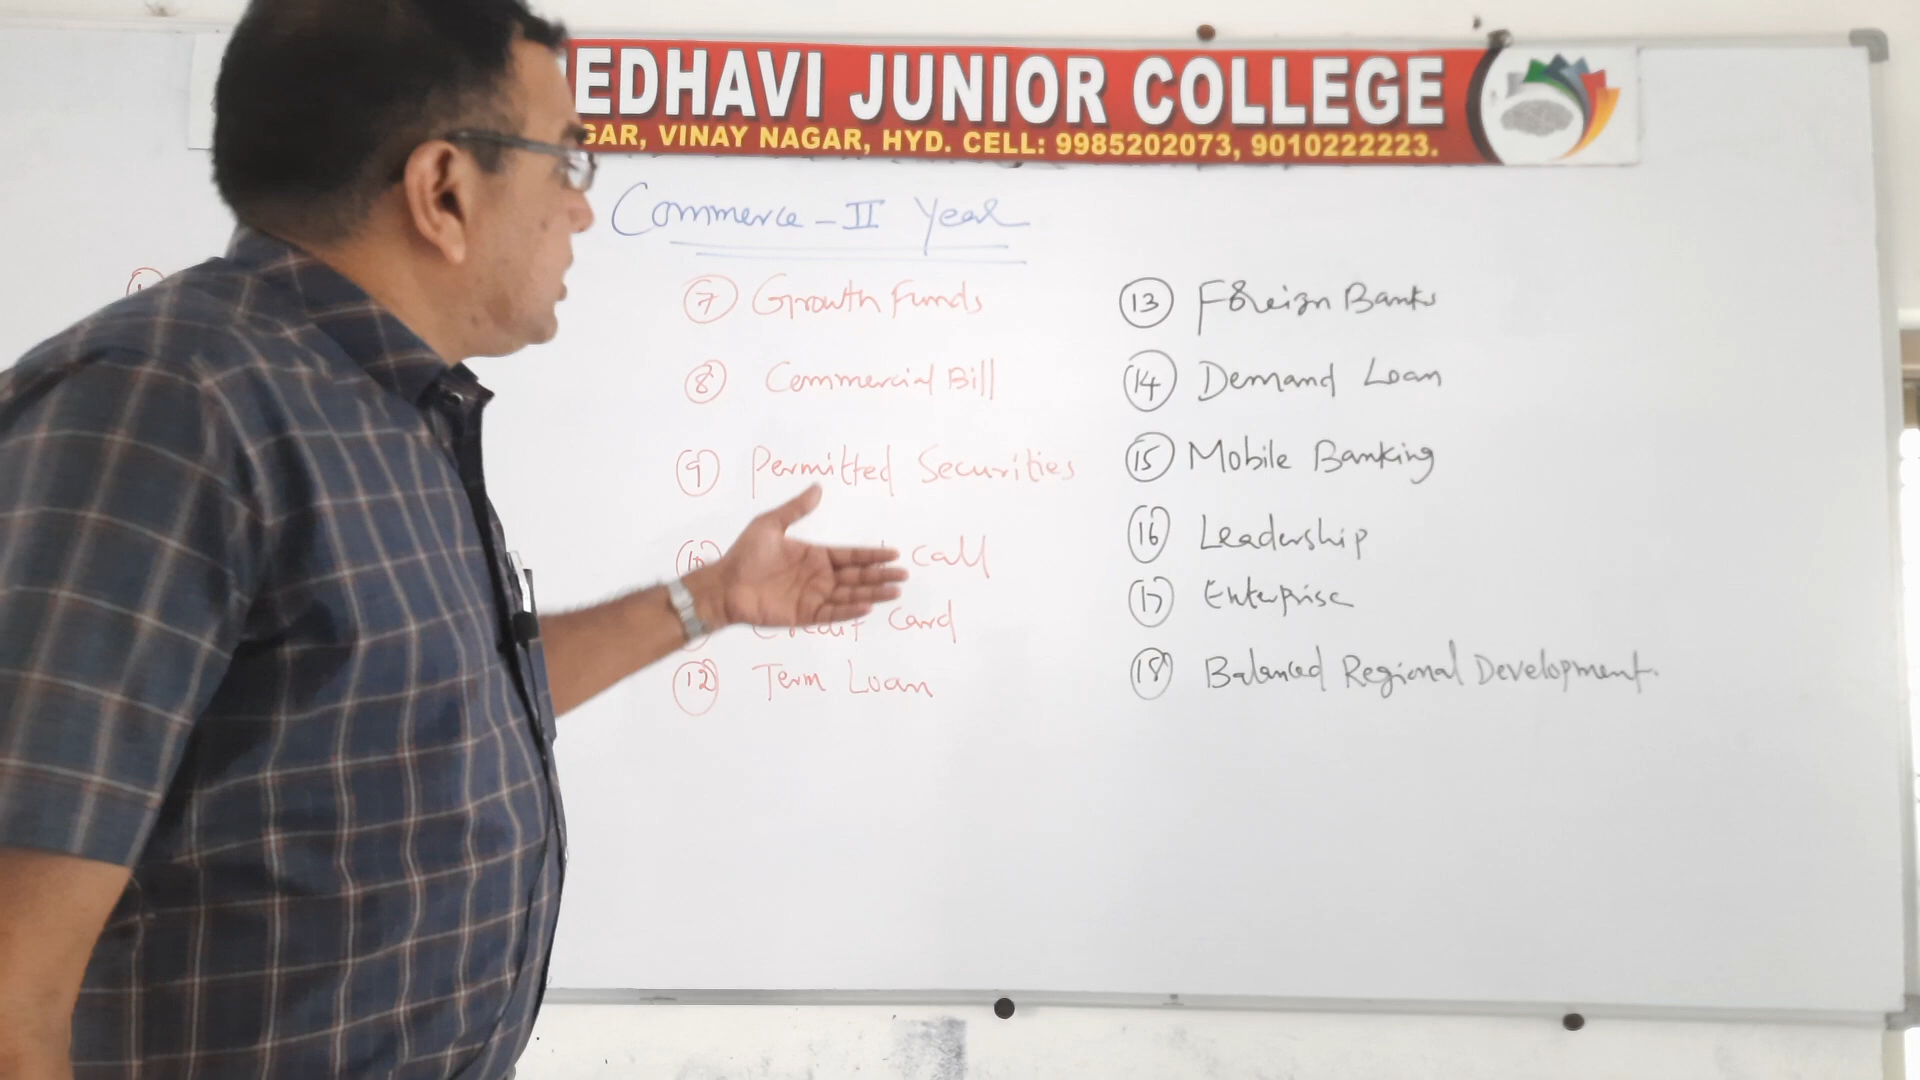 EDHAVI JUNIOR COLLEGE
GAR, VINAY NAGAR, HYD. CELL: 9985202073, 9010222223.
Commerce - II Year
7 Growth Funds
8 Commercial Bill
9 Permitted Securities
10 call
Credit Card
12 Term Loan
13 Foreign Banks
14 Demand Loan
15 Mobile Banking
16 Leadership
17 Enterprise
18 Balanced Regional Development.